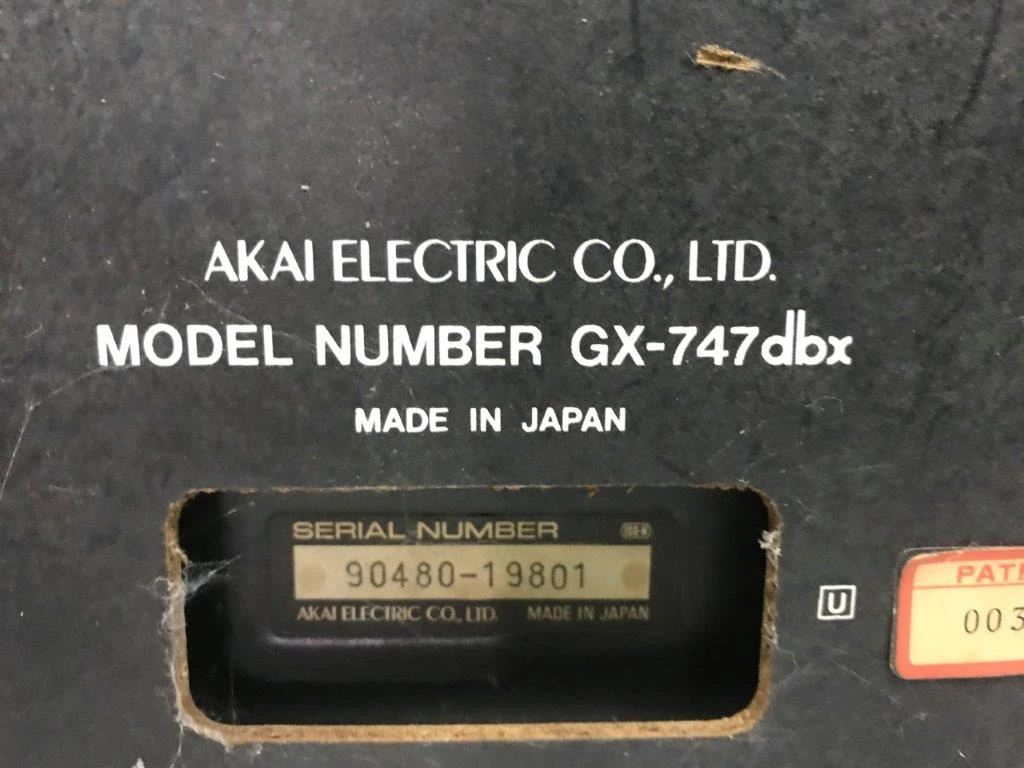 AKAI ELECTRIC CO., LTD.
MODEL NUMBER GX-747dbx
MADE IN JAPAN
SERIAL NUMBER
90480-19801
AKAI ELECTRIC CO., LTD. MADE IN JAPAN
U
PAT
003